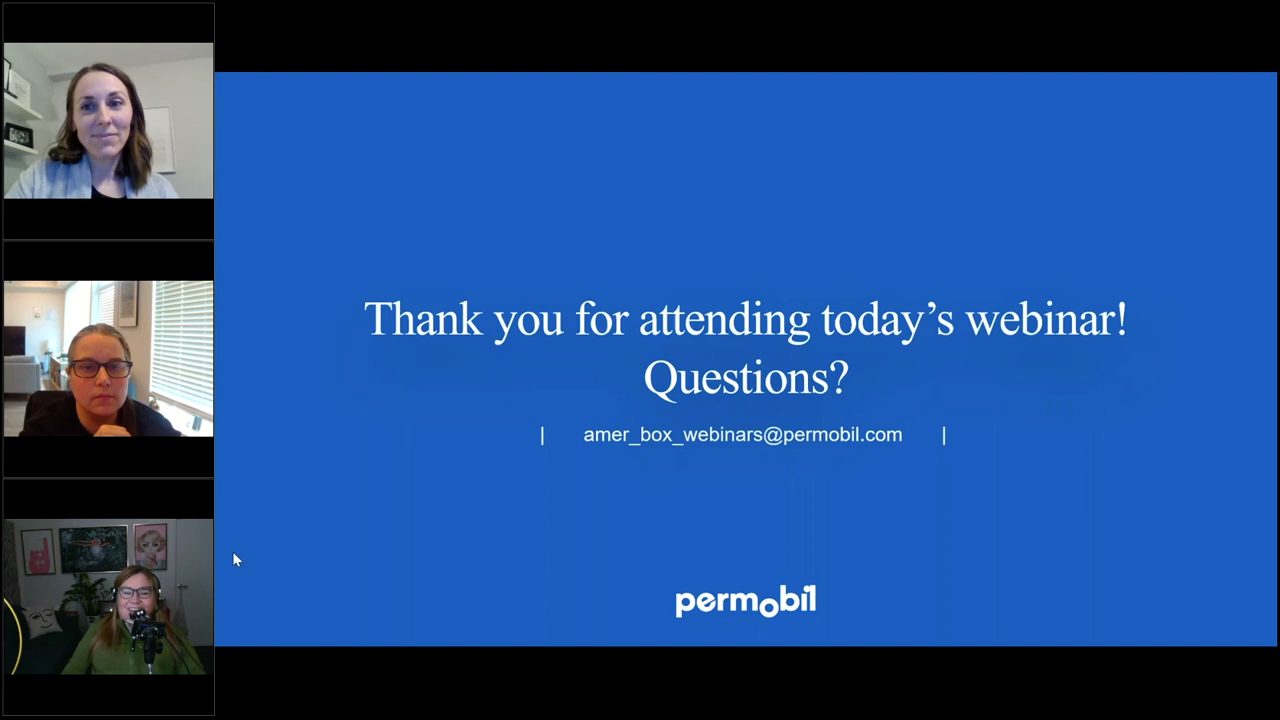 Thank you for attending today’s webinar!
Questions?
| amer_box_webinars@permobil.com |
permobil